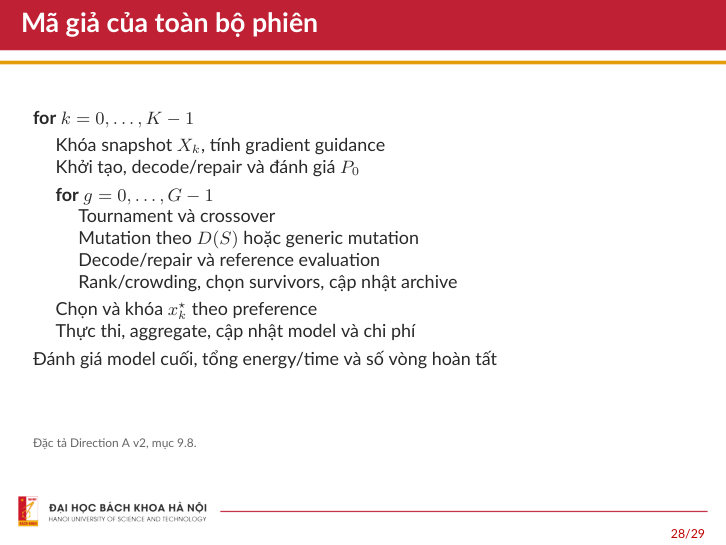 Mã giả của toàn bộ phiên
for k = 0, . . . , K − 1
Khóa snapshot Xₖ, tính gradient guidance
Khởi tạo, decode/repair và đánh giá P₀
for g = 0, . . . , G − 1
Tournament và crossover
Mutation theo D(S) hoặc generic mutation
Decode/repair và reference evaluation
Rank/crowding, chọn survivors, cập nhật archive
Chọn và khóa x⋆ₖ theo preference
Thực thi, aggregate, cập nhật model và chi phí
Đánh giá model cuối, tổng energy/time và số vòng hoàn tất
Đặc tả Direction A v2, mục 9.8.
ĐẠI HỌC BÁCH KHOA HÀ NỘI
HANOI UNIVERSITY OF SCIENCE AND TECHNOLOGY
28/29